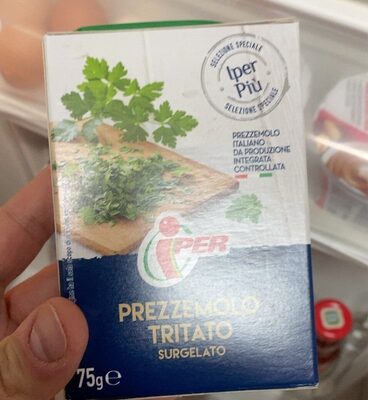 SELEZIONE SPECIALE
Iper
Più
SELEZIONE SPECIALE
PREZZEMOLO
ITALIANO
DA PRODUZIONE
INTEGRATA
CONTROLLATA
IPER
PREZZEMOLO
TRITATO
SURGELATO
75g e